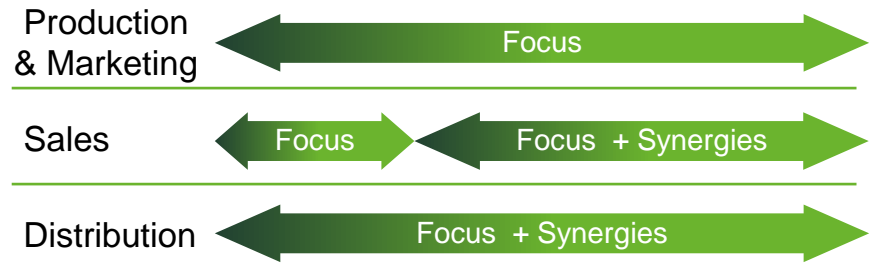 Production
& Marketing
Focus
Sales
Focus
Focus + Synergies
Distribution
Focus + Synergies